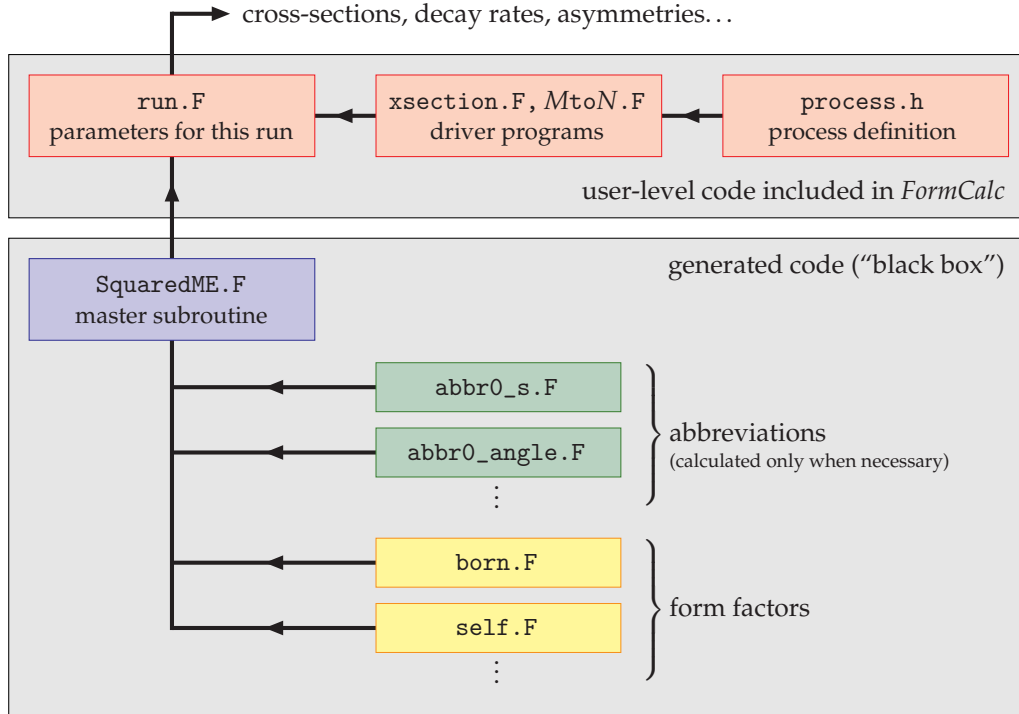 cross-sections, decay rates, asymmetries…
run.F
parameters for this run
xsection.F, MtoN.F
driver programs
process.h
process definition
user-level code included in FormCalc
generated code (“black box”)
SquaredME.F
master subroutine
abbr0_s.F
abbr0_angle.F
⋮
abbreviations
(calculated only when necessary)
born.F
self.F
⋮
form factors